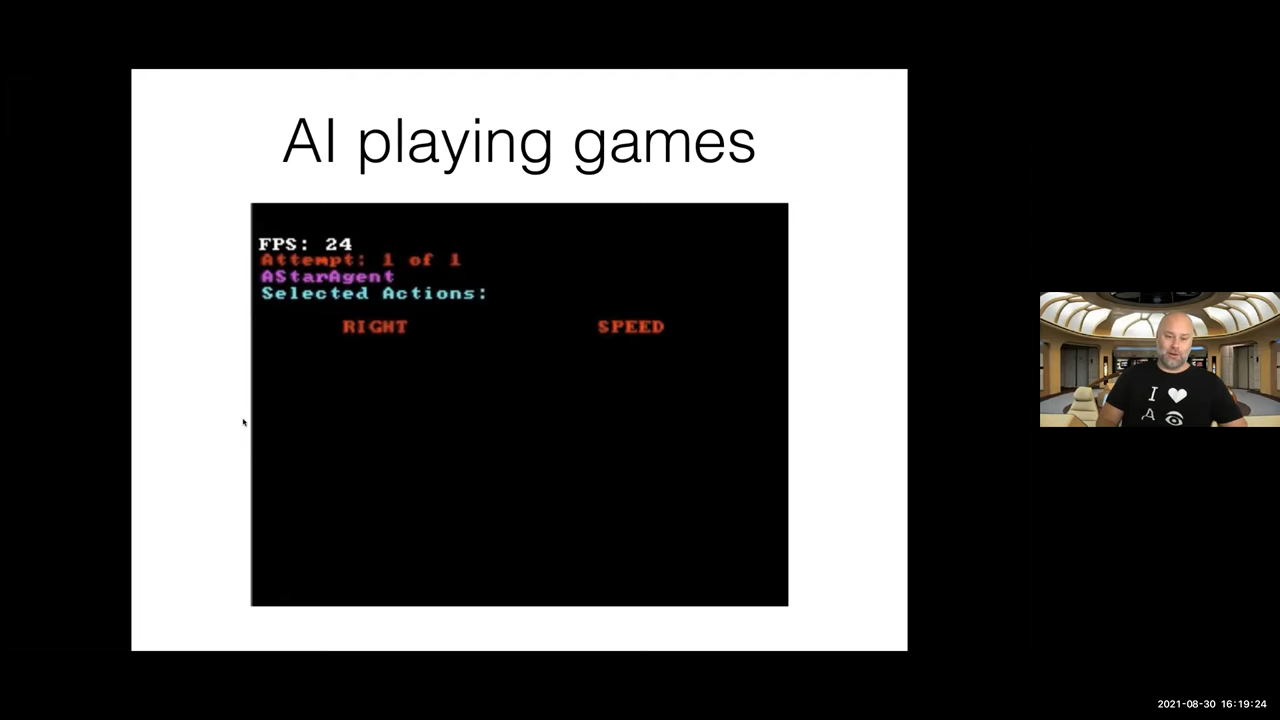 AI playing games
FPS: 24
Attempt: 1 of 1
AStarAgent
Selected Actions:
RIGHT SPEED
I
A
2021-08-30 16:19:24